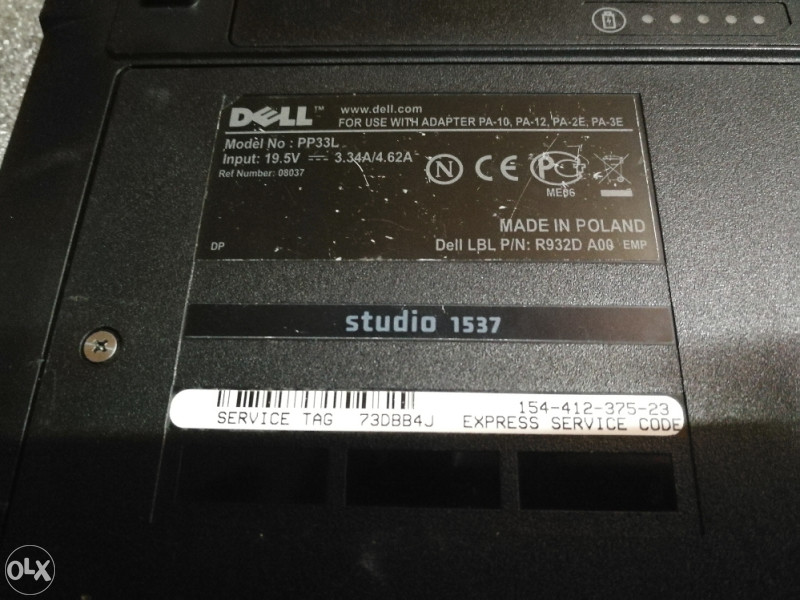 DELL™ www.dell.com
FOR USE WITH ADAPTER PA-10, PA-12, PA-2E, PA-3E
Model No : PP33L
Input: 19.5V ⎓ 3.34A/4.62A
Ref Number: 08037
N CE
ME06
MADE IN POLAND
DP Dell LBL P/N: R932D A00 EMP
studio 1537
154-412-375-23
SERVICE TAG 73DBB4J EXPRESS SERVICE CODE
OLX